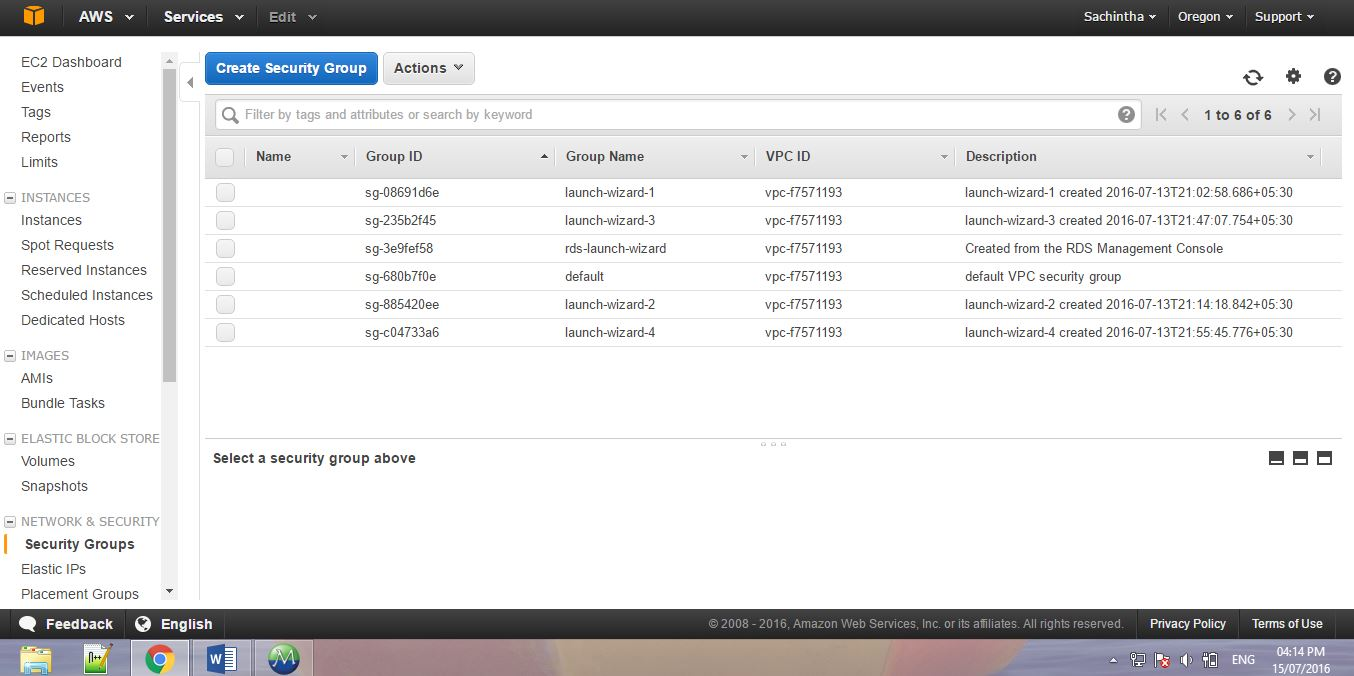 AWS Services Edit Sachintha Oregon Support
EC2 Dashboard
Events
Tags
Reports
Limits
INSTANCES
Instances
Spot Requests
Reserved Instances
Scheduled Instances
Dedicated Hosts
IMAGES
AMIs
Bundle Tasks
ELASTIC BLOCK STORE
Volumes
Snapshots
NETWORK & SECURITY
Security Groups
Elastic IPs
Placement Groups
Create Security Group Actions
Filter by tags and attributes or search by keyword 1 to 6 of 6
Name Group ID Group Name VPC ID Description
sg-08691d6e launch-wizard-1 vpc-f7571193 launch-wizard-1 created 2016-07-13T21:02:58.686+05:30
sg-235b2f45 launch-wizard-3 vpc-f7571193 launch-wizard-3 created 2016-07-13T21:47:07.754+05:30
sg-3e9fef58 rds-launch-wizard vpc-f7571193 Created from the RDS Management Console
sg-680b7f0e default vpc-f7571193 default VPC security group
sg-885420ee launch-wizard-2 vpc-f7571193 launch-wizard-2 created 2016-07-13T21:14:18.842+05:30
sg-c04733a6 launch-wizard-4 vpc-f7571193 launch-wizard-4 created 2016-07-13T21:55:45.776+05:30
Select a security group above
Feedback English © 2008 - 2016, Amazon Web Services, Inc. or its affiliates. All rights reserved. Privacy Policy Terms of Use
ENG 04:14 PM
15/07/2016